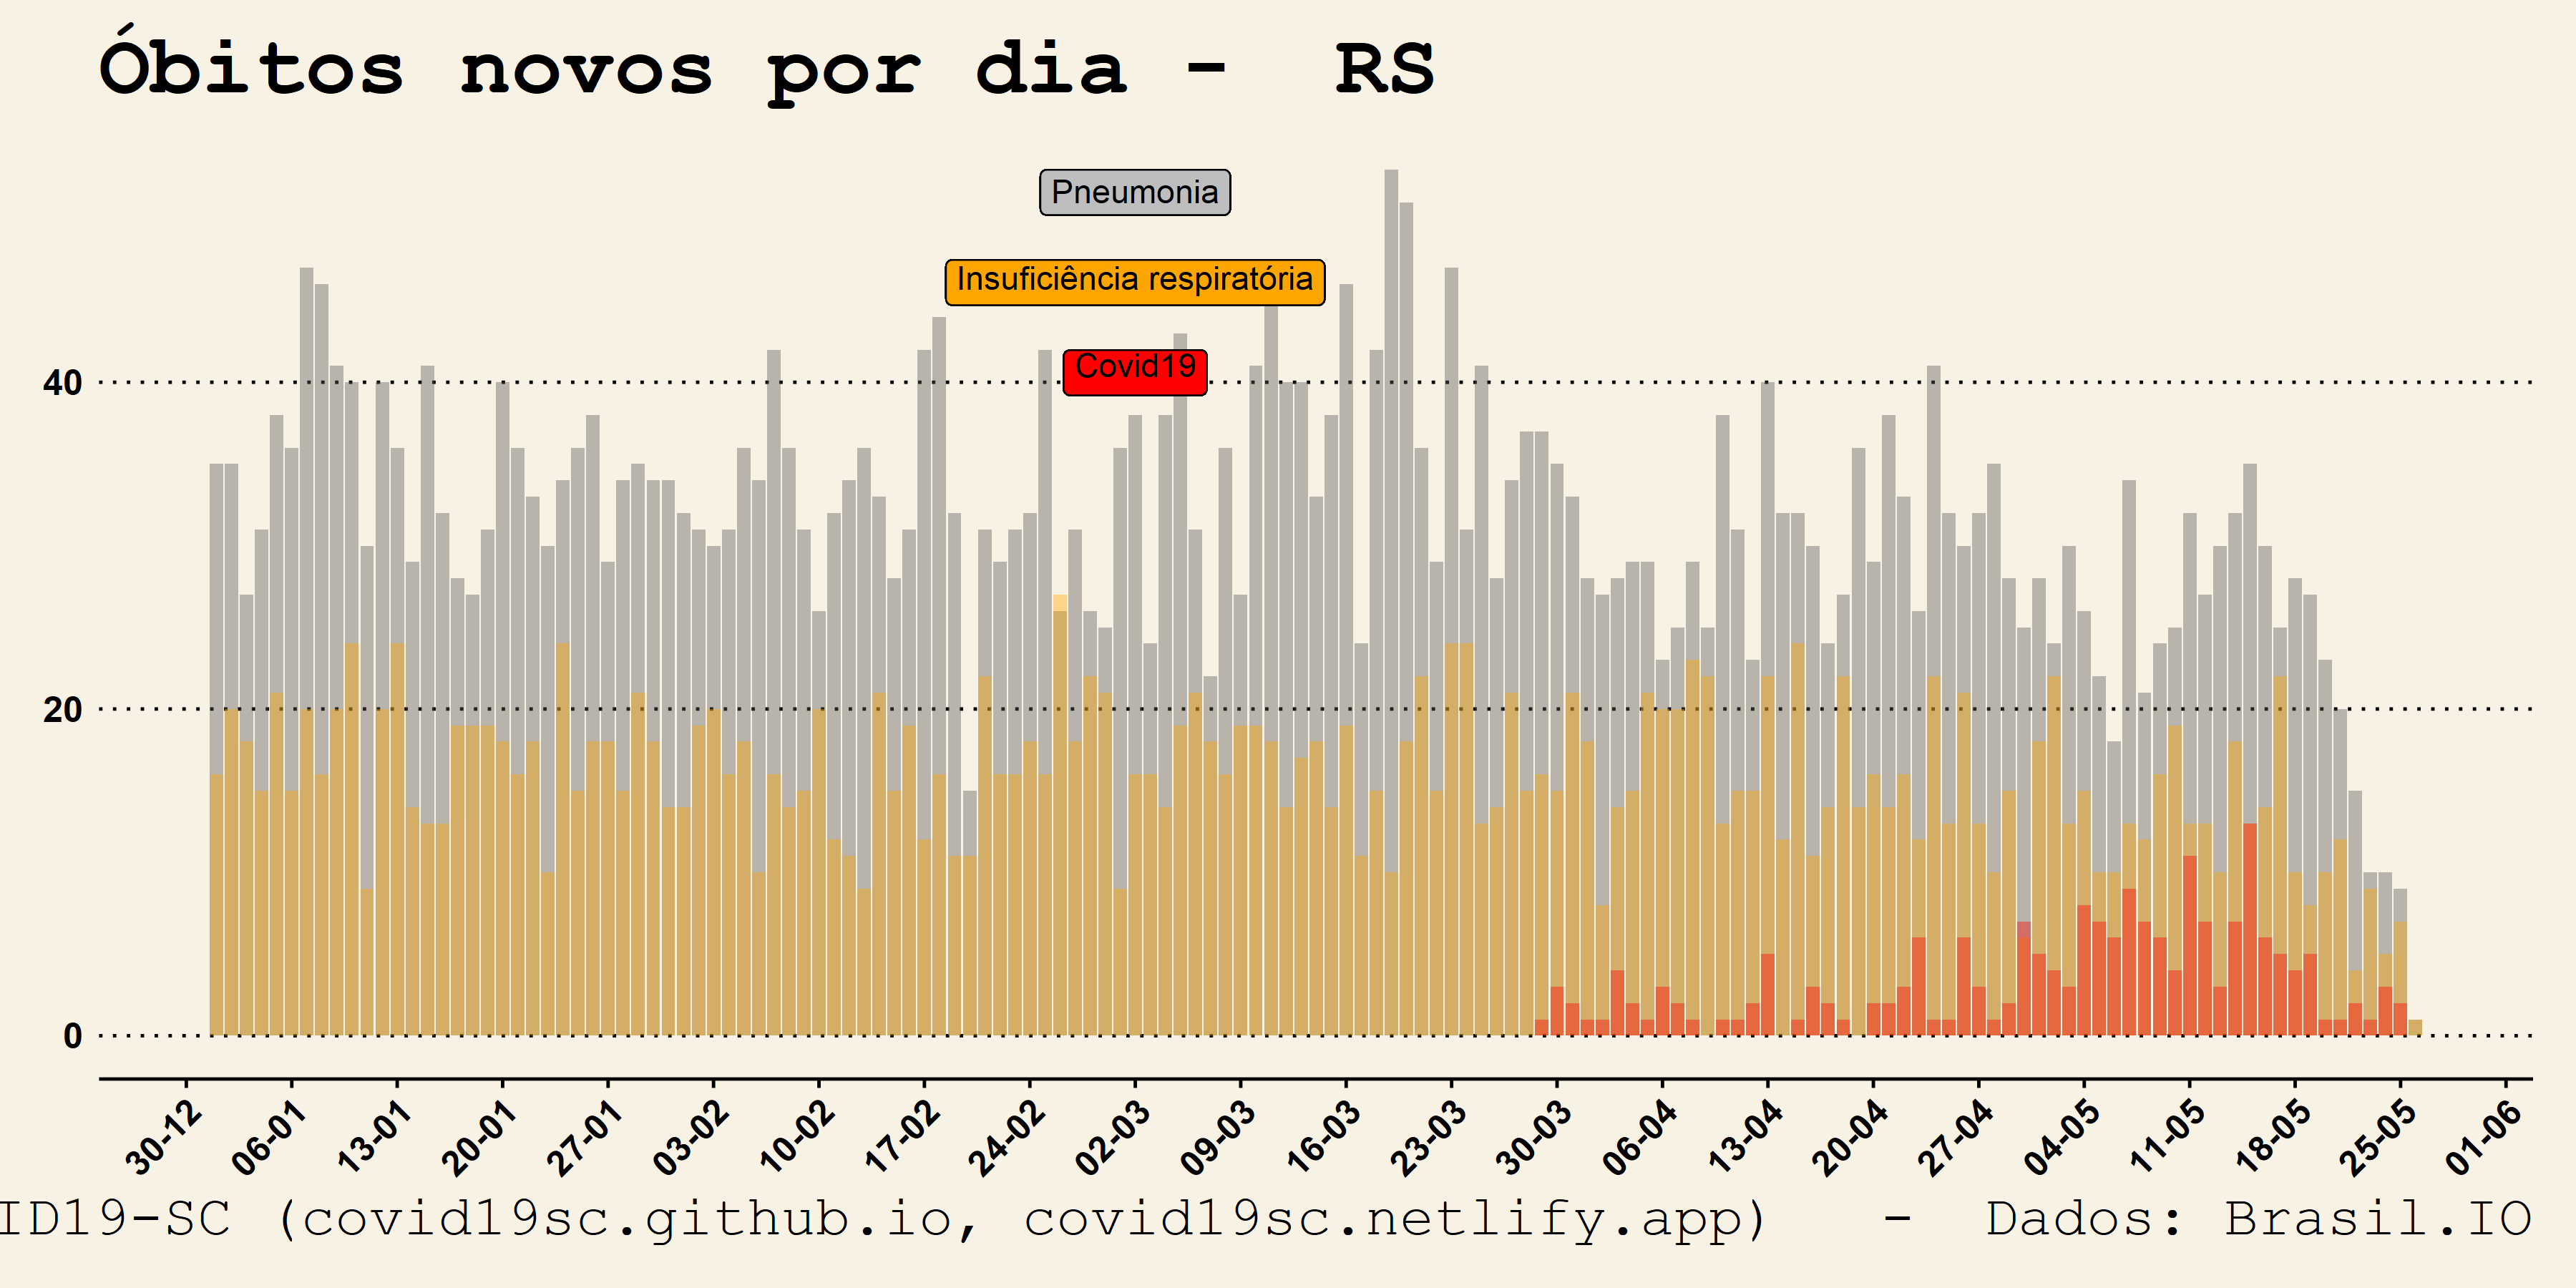 Óbitos novos por dia - RS
Pneumonia
Insuficiência respiratória
Covid19
40
20
0
30-12 06-01 13-01 20-01 27-01 03-02 10-02 17-02 24-02 02-03 09-03 16-03 23-03 30-03 06-04 13-04 20-04 27-04 04-05 11-05 18-05 25-05 01-06
ID19-SC (covid19sc.github.io, covid19sc.netlify.app) - Dados: Brasil.IO